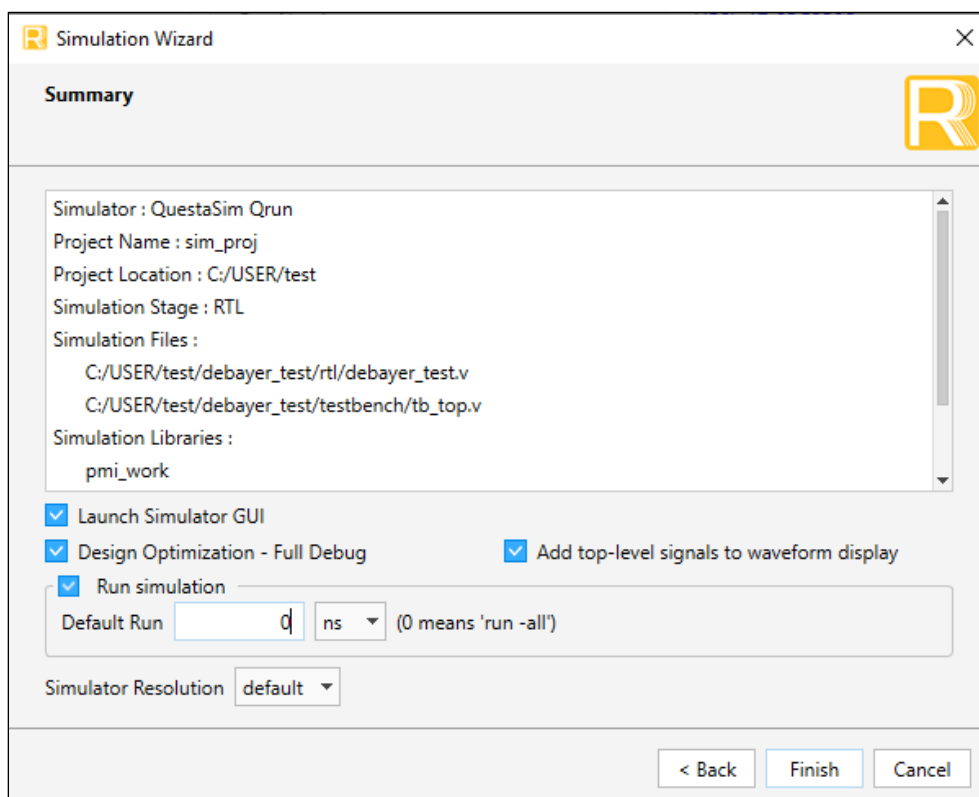 Simulation Wizard
Summary
Simulator : QuestaSim Qrun
Project Name : sim_proj
Project Location : C:/USER/test
Simulation Stage : RTL
Simulation Files :
C:/USER/test/debayer_test/rtl/debayer_test.v
C:/USER/test/debayer_test/testbench/tb_top.v
Simulation Libraries :
pmi_work
Launch Simulator GUI
Design Optimization - Full Debug Add top-level signals to waveform display
Run simulation
Default Run 0 ns (0 means 'run -all')
Simulator Resolution default
< Back Finish Cancel